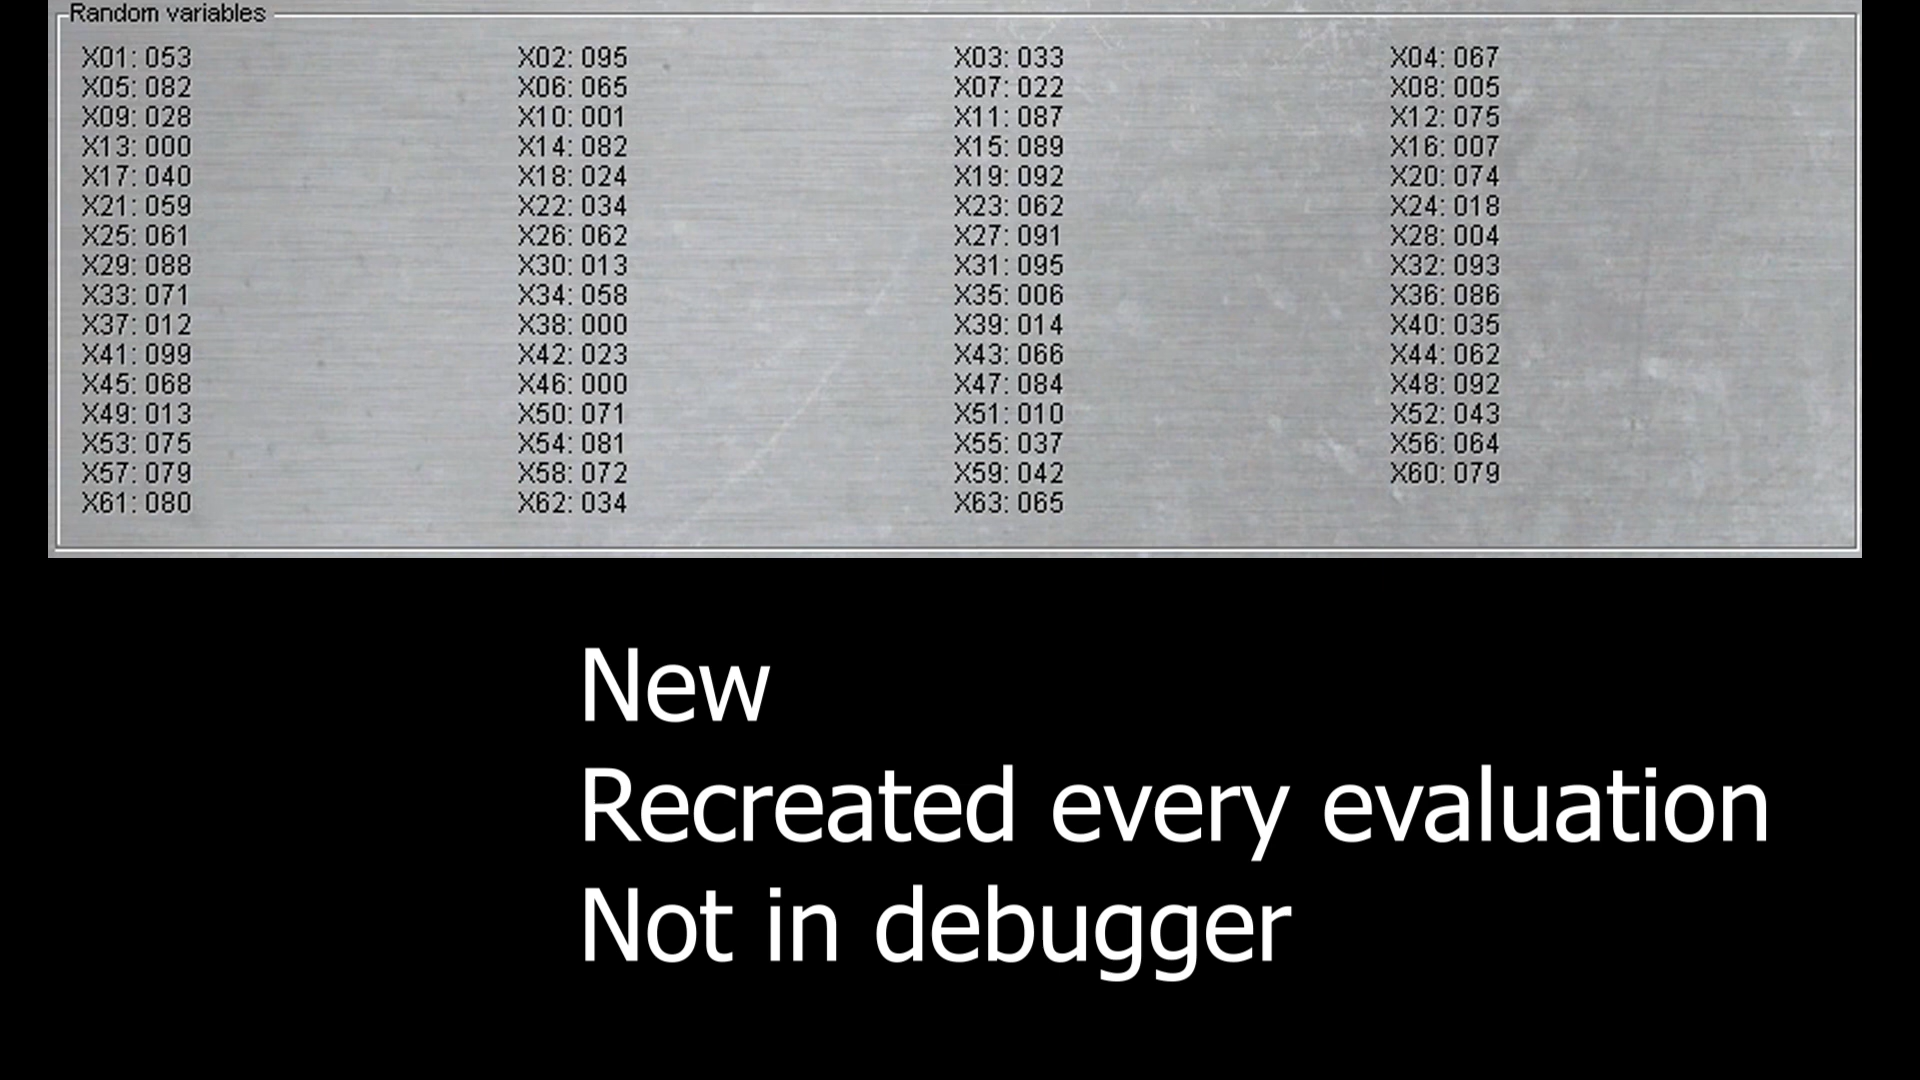 Random variables
X01: 053 X02: 095 X03: 033 X04: 067
X05: 082 X06: 065 X07: 022 X08: 005
X09: 028 X10: 001 X11: 087 X12: 075
X13: 000 X14: 082 X15: 089 X16: 007
X17: 040 X18: 024 X19: 092 X20: 074
X21: 059 X22: 034 X23: 062 X24: 018
X25: 061 X26: 062 X27: 091 X28: 004
X29: 088 X30: 013 X31: 095 X32: 093
X33: 071 X34: 058 X35: 006 X36: 086
X37: 012 X38: 000 X39: 014 X40: 035
X41: 099 X42: 023 X43: 066 X44: 062
X45: 068 X46: 000 X47: 084 X48: 092
X49: 013 X50: 071 X51: 010 X52: 043
X53: 075 X54: 081 X55: 037 X56: 064
X57: 079 X58: 072 X59: 042 X60: 079
X61: 080 X62: 034 X63: 065
New
Recreated every evaluation
Not in debugger